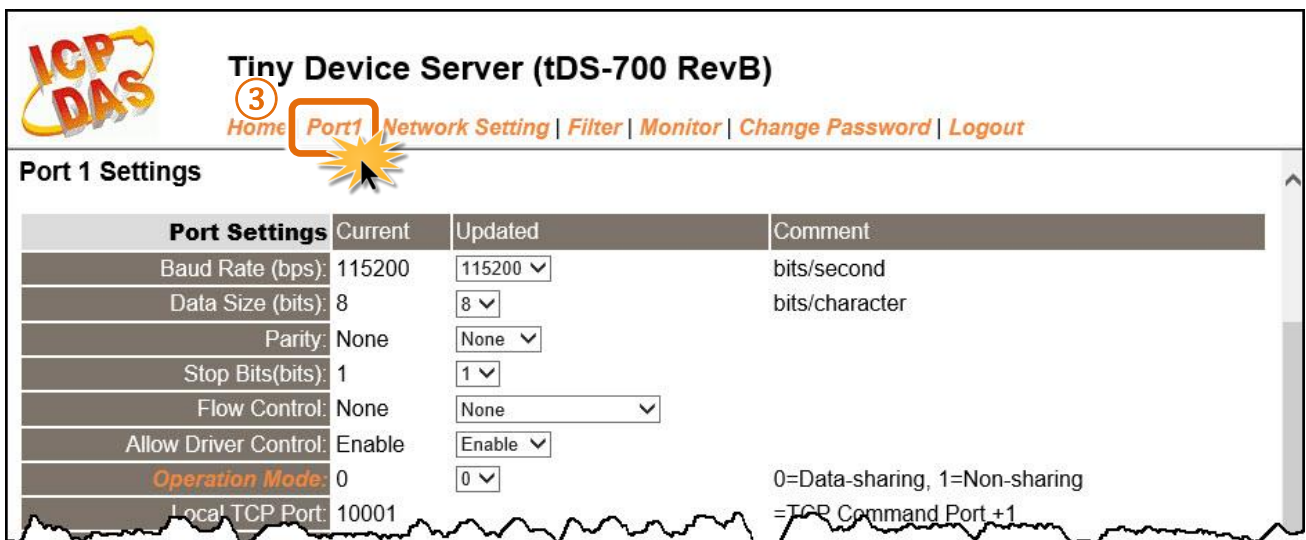 ICP
DAS
Tiny Device Server (tDS-700 RevB)
③
Home | Port1 | Network Setting | Filter | Monitor | Change Password | Logout
Port 1 Settings
Port Settings Current Updated Comment
Baud Rate (bps): 115200 115200 bits/second
Data Size (bits): 8 8 bits/character
Parity: None None
Stop Bits(bits): 1 1
Flow Control: None None
Allow Driver Control: Enable Enable
Operation Mode: 0 0 0=Data-sharing, 1=Non-sharing
Local TCP Port: 10001 =TCP Command Port +1